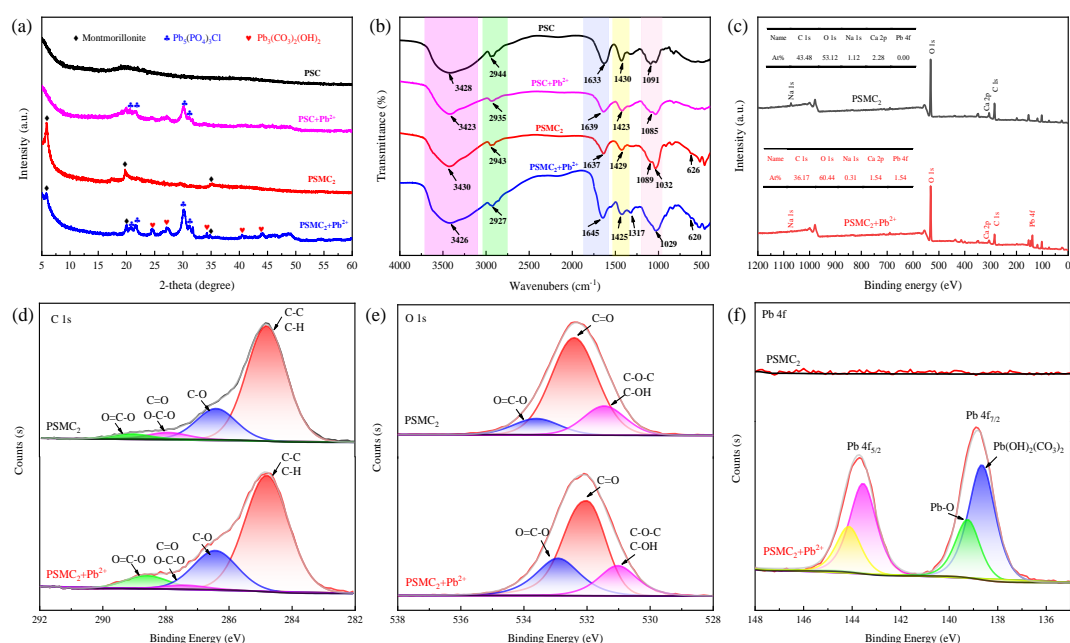 (a)
♦ Montmorillonite ♣ Pb₅(PO₄)₃Cl ♥ Pb₃(CO₃)₂(OH)₂
PSC
PSC+Pb²⁺
PSMC₂
PSMC₂+Pb²⁺
Intensity (a.u.)
5 10 15 20 25 30 35 40 45 50 55 60
2-theta (degree)
(b)
PSC
3428 2944 1633 1430 1091
PSC+Pb²⁺
3423 2935 1639 1423 1085
PSMC₂
3430 2943 1637 1429 1089 1032 626
PSMC₂+Pb²⁺
3426 2927 1645 1425 1317 1029 620
Transmittance (%)
4000 3500 3000 2500 2000 1500 1000 500
Wavenubers (cm⁻¹)
(c)
Name C 1s O 1s Na 1s Ca 2p Pb 4f
At% 43.48 53.12 1.12 2.28 0.00
Na 1s
O 1s
Ca 2p
C 1s
PSMC₂
Name C 1s O 1s Na 1s Ca 2p Pb 4f
At% 36.17 60.44 0.31 1.54 1.54
Na 1s
O 1s
Ca 2p
C 1s
Pb 4f
PSMC₂+Pb²⁺
Intensity (eV)
1200 1100 1000 900 800 700 600 500 400 300 200 100 0
Binding energy (eV)
(d)
C 1s
C-C
C-H
C-O
C=O
O-C-O
O=C-O
PSMC₂
C-C
C-H
C-O
C=O
O-C-O
O=C-O
PSMC₂+Pb²⁺
Counts (s)
292 290 288 286 284 282
Binding Energy (eV)
(e)
O 1s
C=O
C-O-C
C-OH
O=C-O
PSMC₂
C=O
C-O-C
C-OH
O=C-O
PSMC₂+Pb²⁺
Counts (s)
538 536 534 532 530 528
Binding Energy (eV)
(f)
Pb 4f
PSMC₂
Pb 4f₇/₂
Pb 4f₅/₂
Pb(OH)₂(CO₃)₂
Pb-O
PSMC₂+Pb²⁺
Counts (s)
148 146 144 142 140 138 136
Binding Energy (eV)